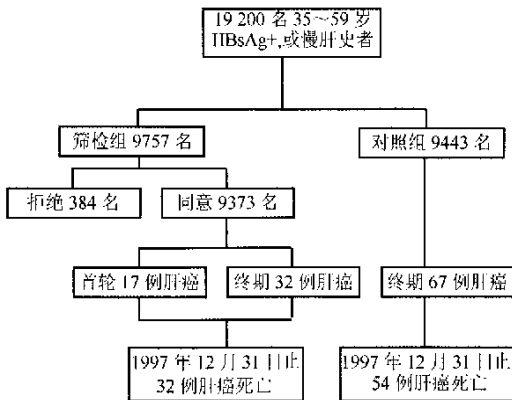 19 200 名 35～59 岁
HBsAg+,或慢肝史者
筛检组 9757 名
对照组 9443 名
拒绝 384 名
同意 9373 名
首轮 17 例肝癌
终期 32 例肝癌
终期 67 例肝癌
1997 年 12 月 31 日止
32 例肝癌死亡
1997 年 12 月 31 日止
54 例肝癌死亡